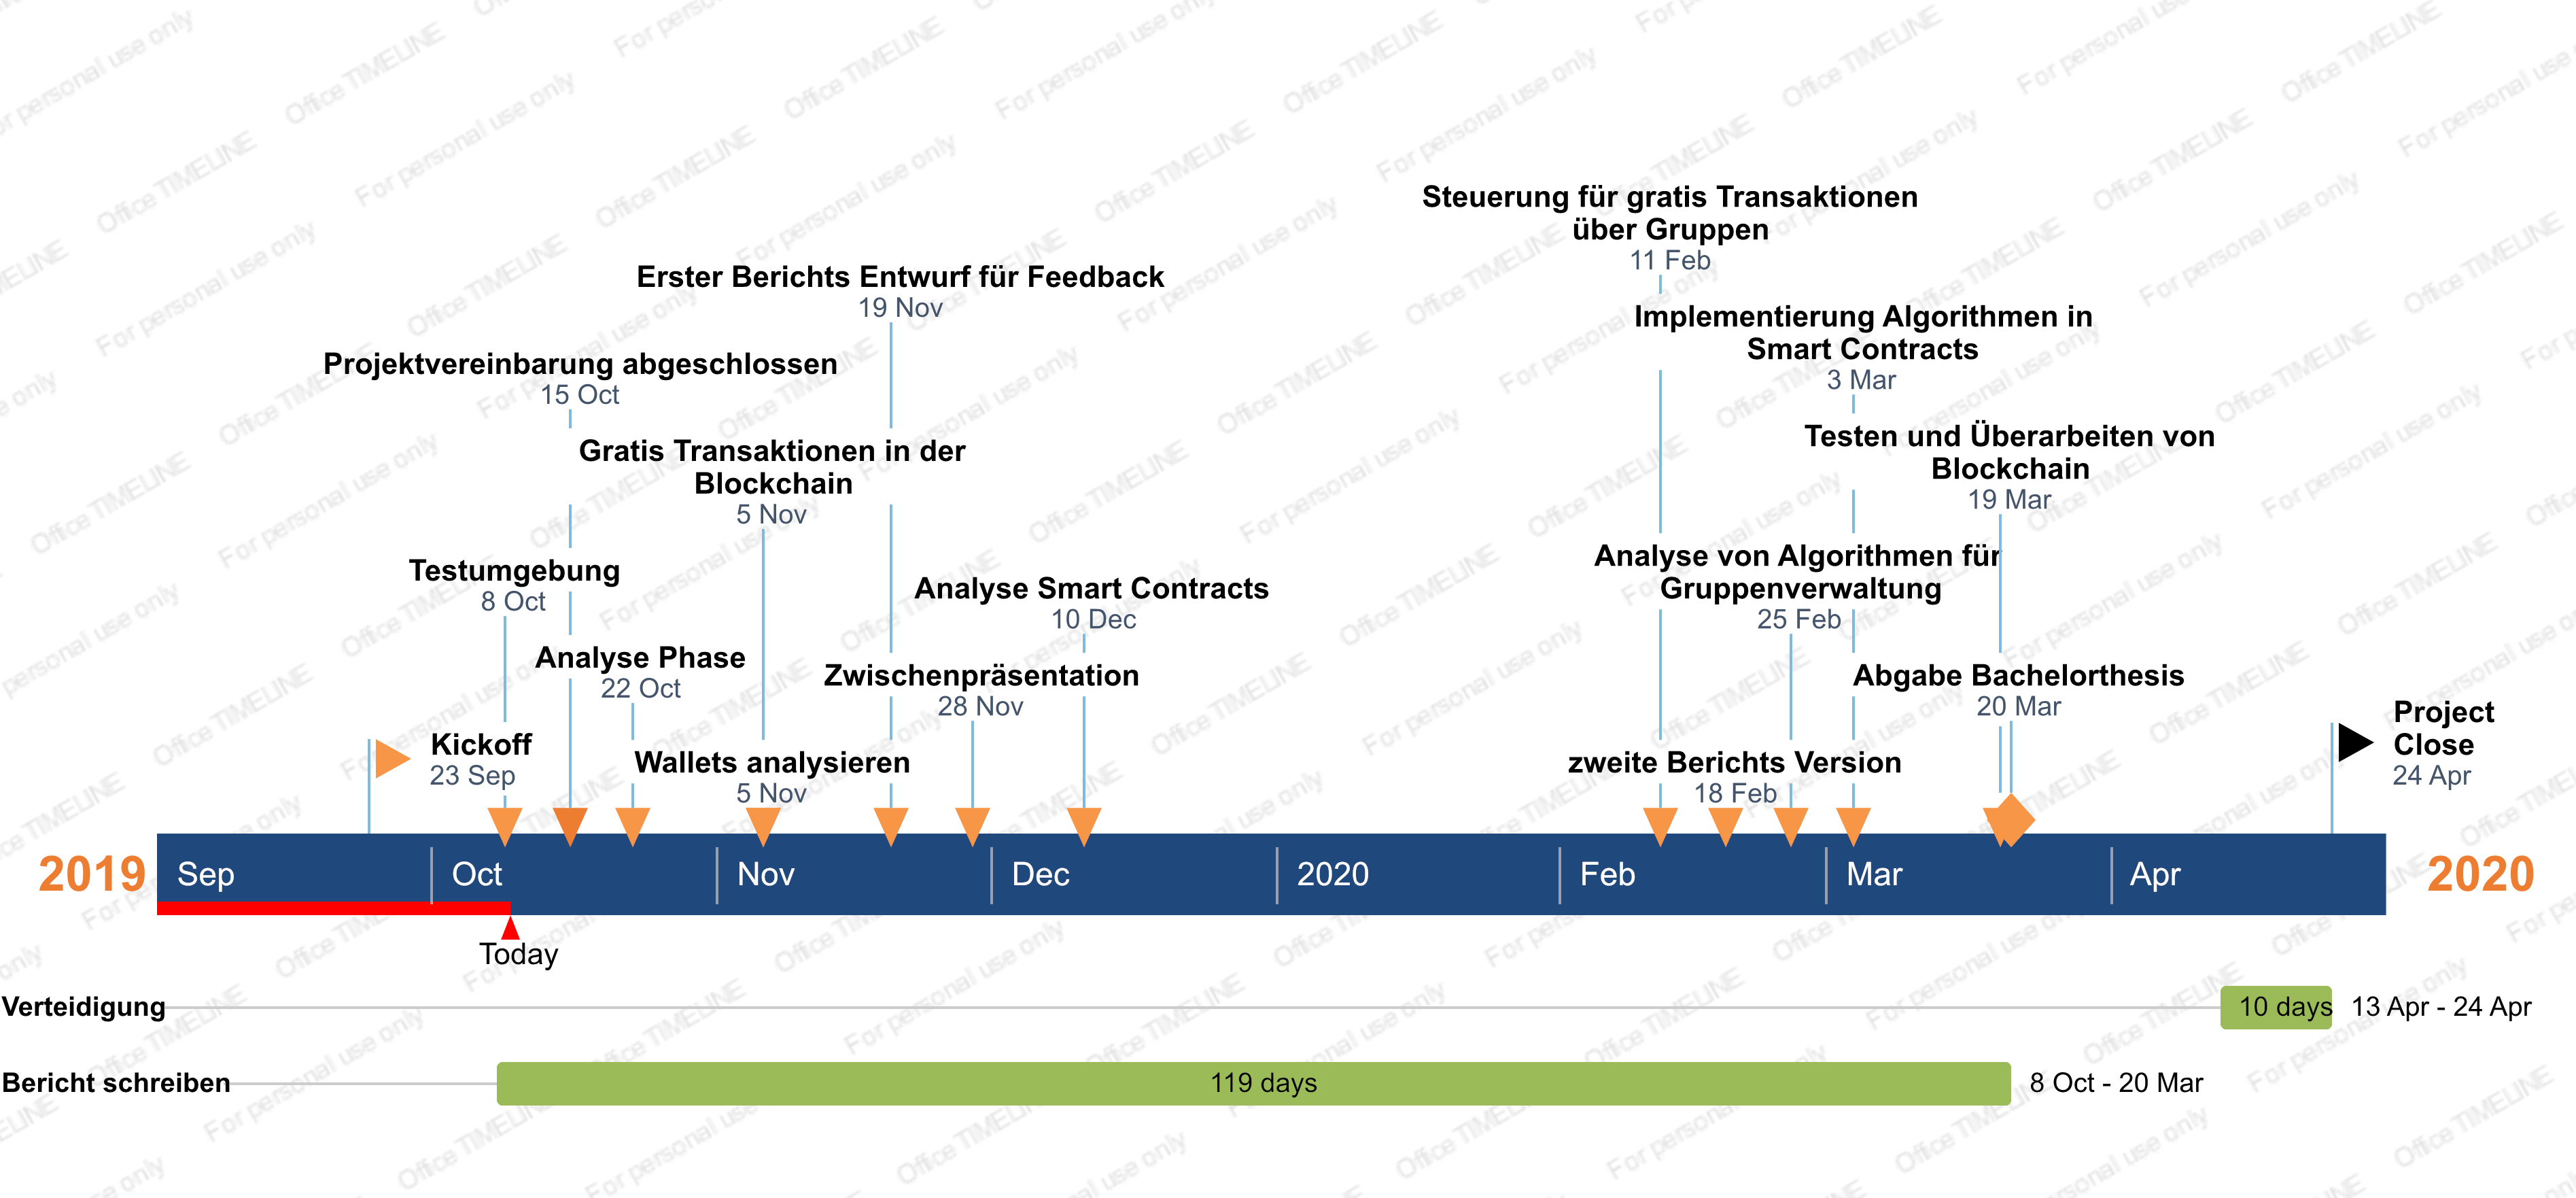 Steuerung für gratis Transaktionen
über Gruppen
11 Feb
Erster Berichts Entwurf für Feedback
19 Nov
Implementierung Algorithmen in
Smart Contracts
3 Mar
Projektvereinbarung abgeschlossen
15 Oct
Gratis Transaktionen in der
Blockchain
5 Nov
Testen und Überarbeiten von
Blockchain
19 Mar
Testumgebung
8 Oct
Analyse Smart Contracts
10 Dec
Analyse von Algorithmen für
Gruppenverwaltung
25 Feb
Analyse Phase
22 Oct
Zwischenpräsentation
28 Nov
Abgabe Bachelorthesis
20 Mar
Kickoff
23 Sep
Wallets analysieren
5 Nov
zweite Berichts Version
18 Feb
Project
Close
24 Apr
2019 Sep Oct Nov Dec 2020 Feb Mar Apr 2020
Today
Verteidigung 10 days 13 Apr - 24 Apr
Bericht schreiben 119 days 8 Oct - 20 Mar
Office TIMELINE For personal use only